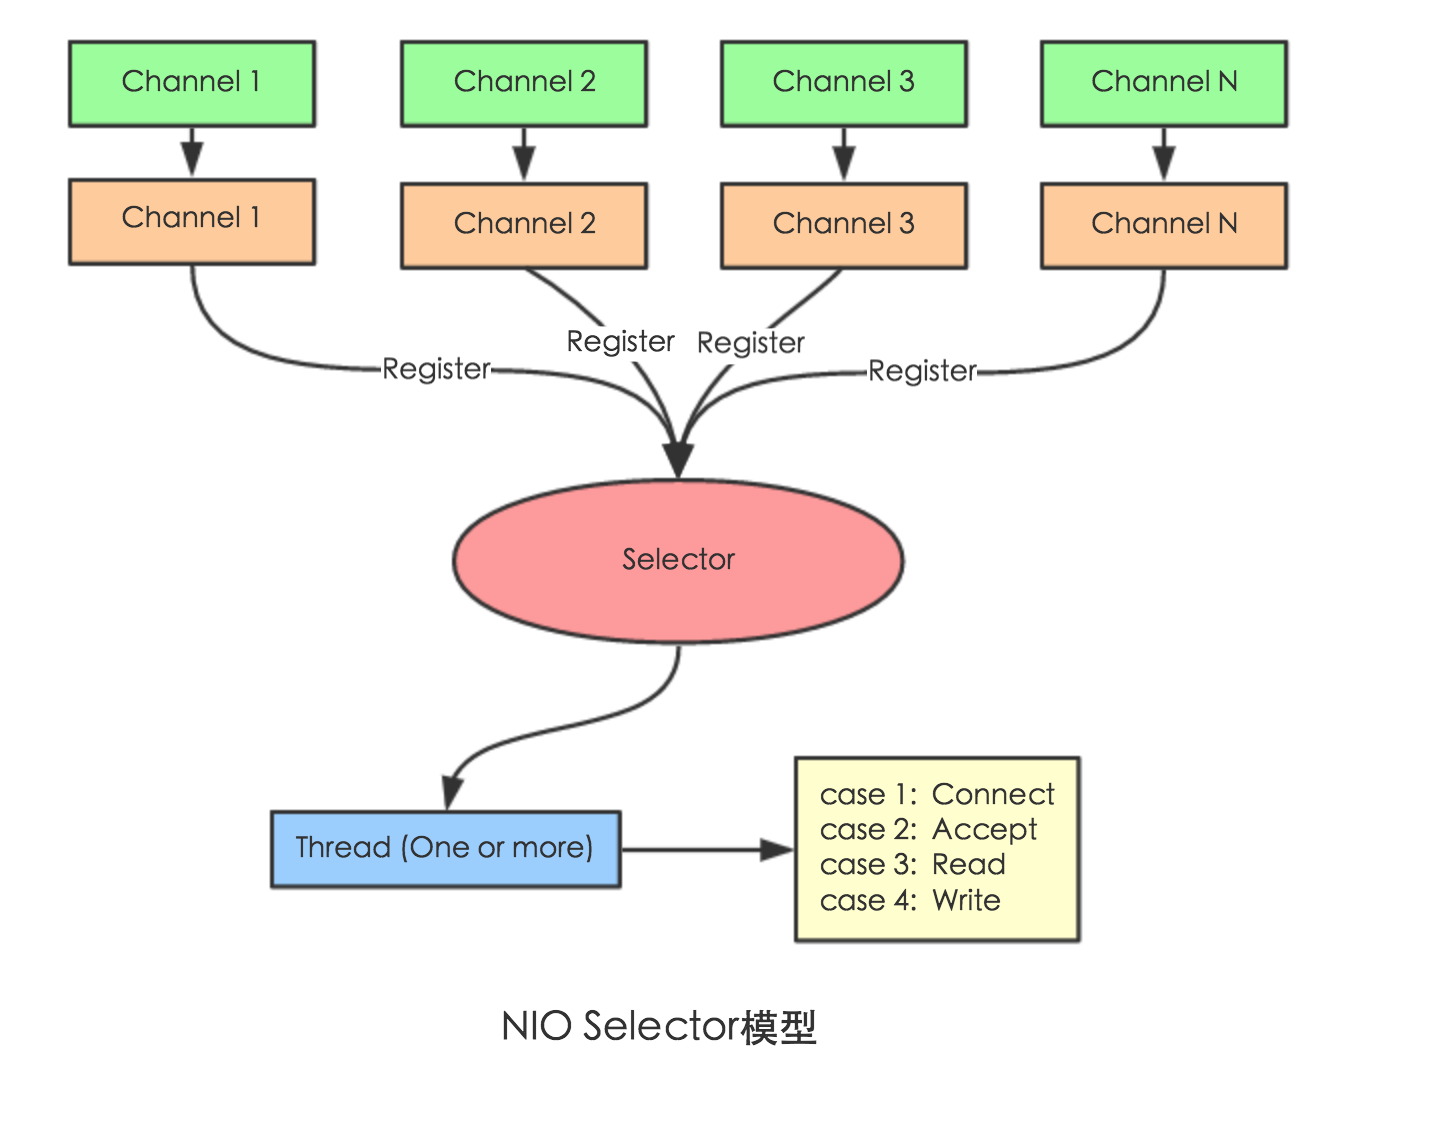 Channel 1
Channel 2
Channel 3
Channel N
Channel 1
Channel 2
Channel 3
Channel N
Register
Register
Register
Register
Selector
Thread (One or more)
case 1: Connect
case 2: Accept
case 3: Read
case 4: Write
NIO Selector模型